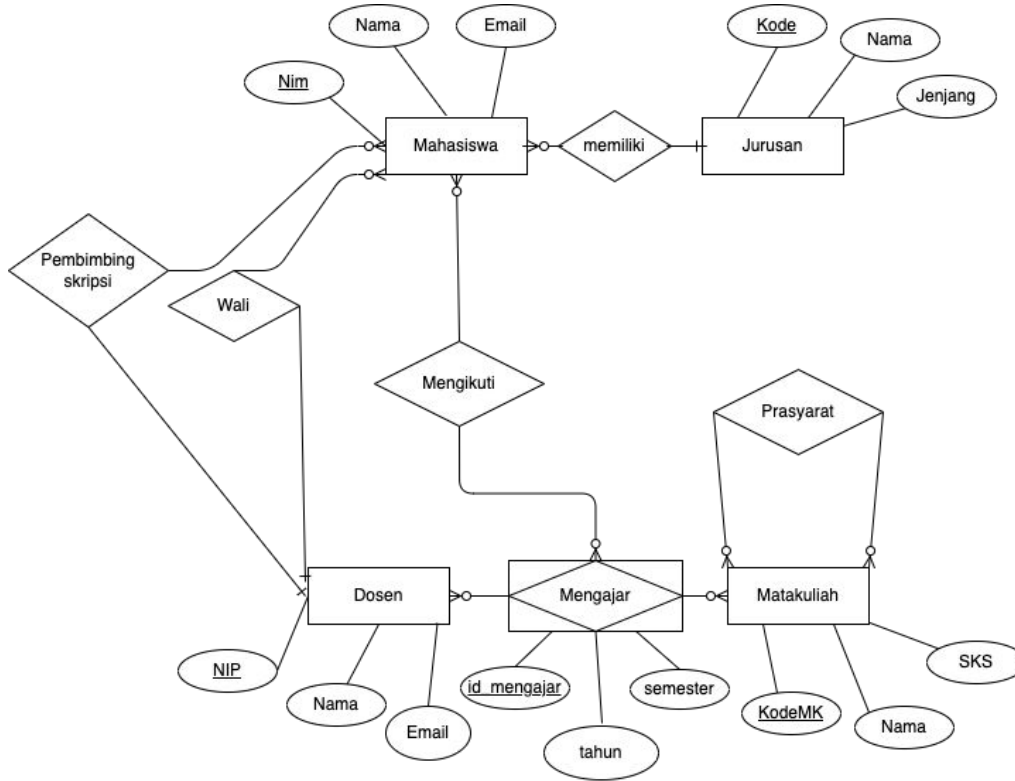 Nama
Email
Kode
Nama
Nim
Jenjang
Mahasiswa
memiliki
Jurusan
Pembimbing
skripsi
Wali
Mengikuti
Prasyarat
Dosen
Mengajar
Matakuliah
NIP
Nama
Email
id_mengajar
tahun
semester
KodeMK
Nama
SKS